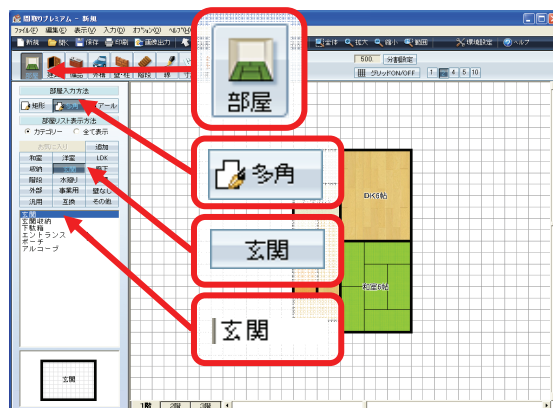 間取りプレミアム - 新規
ファイル(F) 編集(E) 表示(V) 入力(D) オプション(O) ヘルプ(H)
新規 開く 保存 印刷 画像出力 全体 拡大 縮小 範囲 環境設定 ヘルプ
500. 分割設定
グリッドON/OFF 1 4 5 10
部屋入力方法
矩形 アール
部屋リスト表示方法
カテゴリー 全て表示
追加
和室 洋室 LDK
収納
階段 水廻り
外部 事業用 壁なし
汎用 互換 その他
玄関
玄関収納
下駄箱
エントランス
ポーチ
アルコーブ
玄関
部屋
多角
玄関
玄関
DK6帖
和室6帖
1階 2階 3階